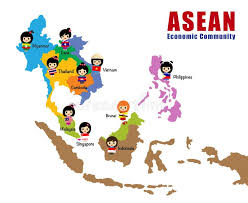 ASEAN
Economic Community
Myanmar
Laos
Vietnam
Thailand
Cambodia
Philippines
Malaysia
Brunei
Singapore
Indonesia